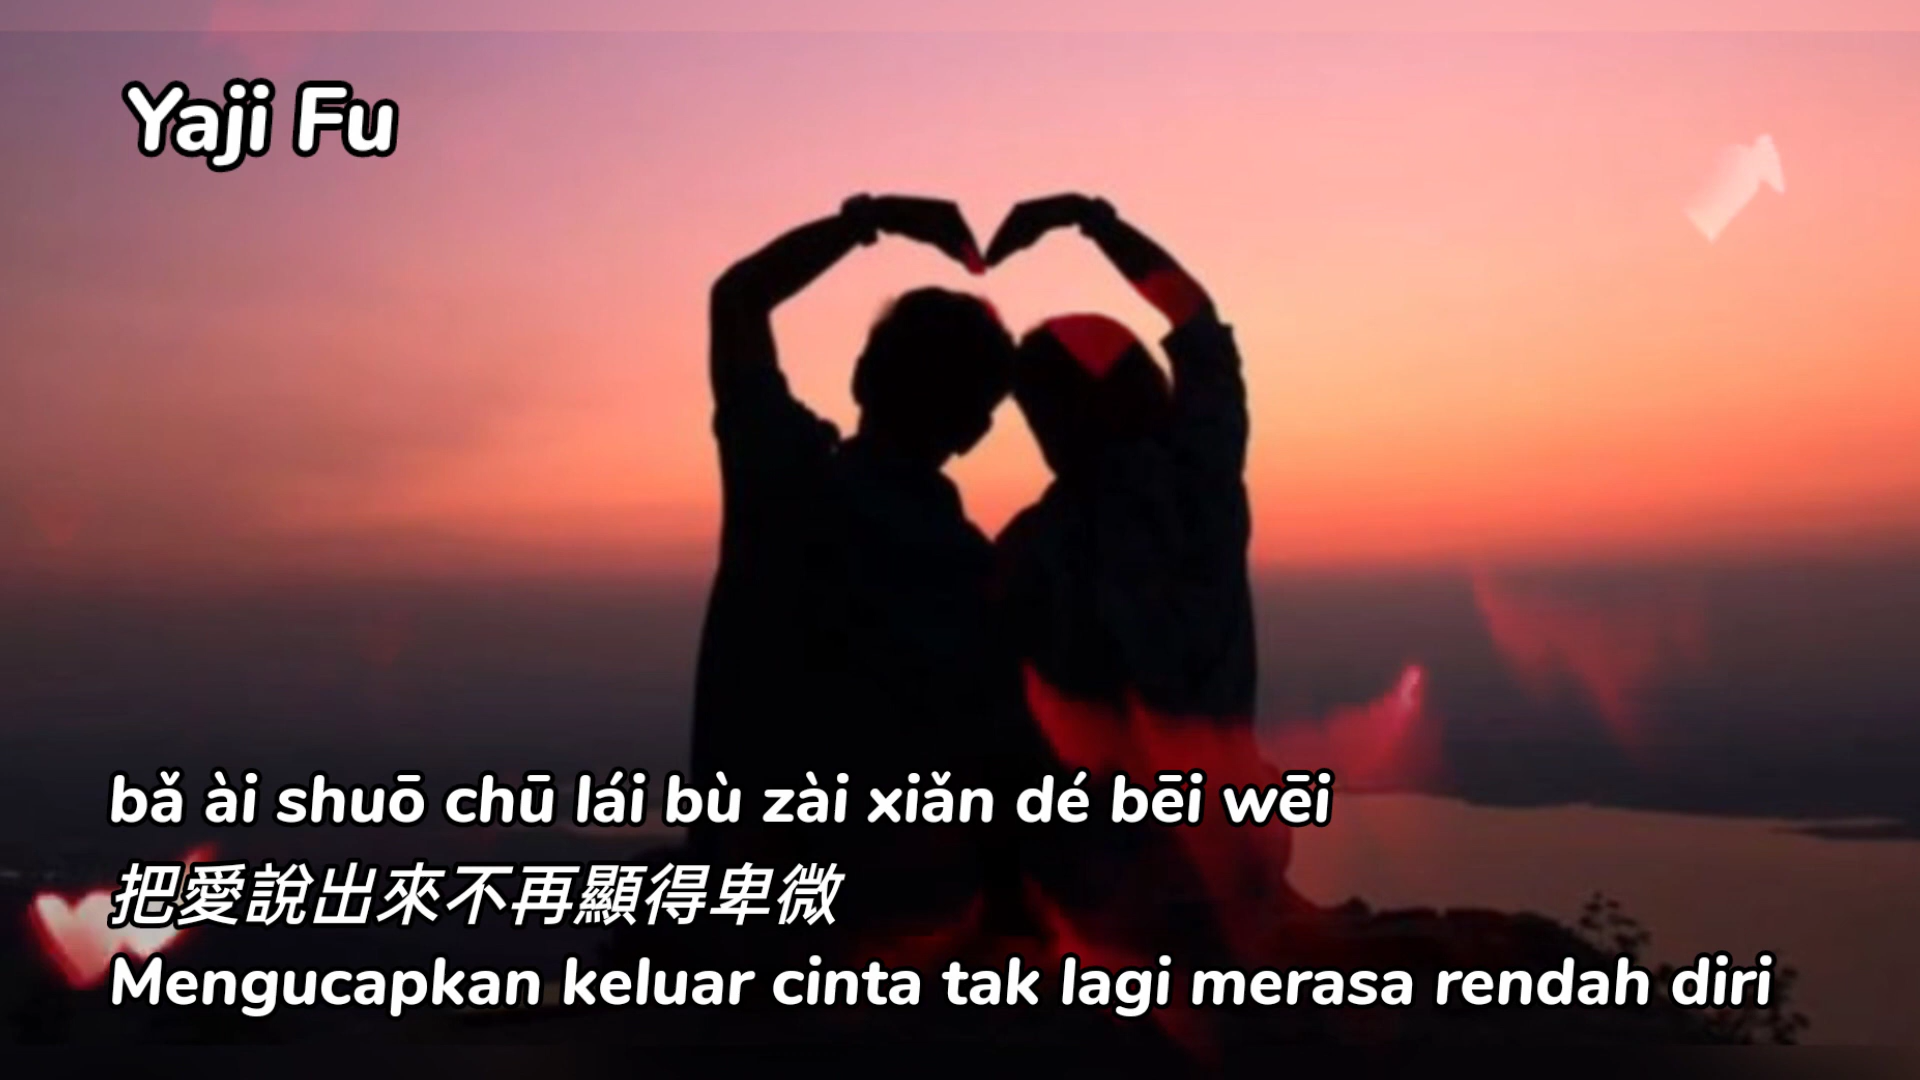 Yaji Fu
bǎ ài shuō chū lái bù zài xiǎn dé bēi wēi
把愛說出來不再顯得卑微
Mengucapkan keluar cinta tak lagi merasa rendah diri